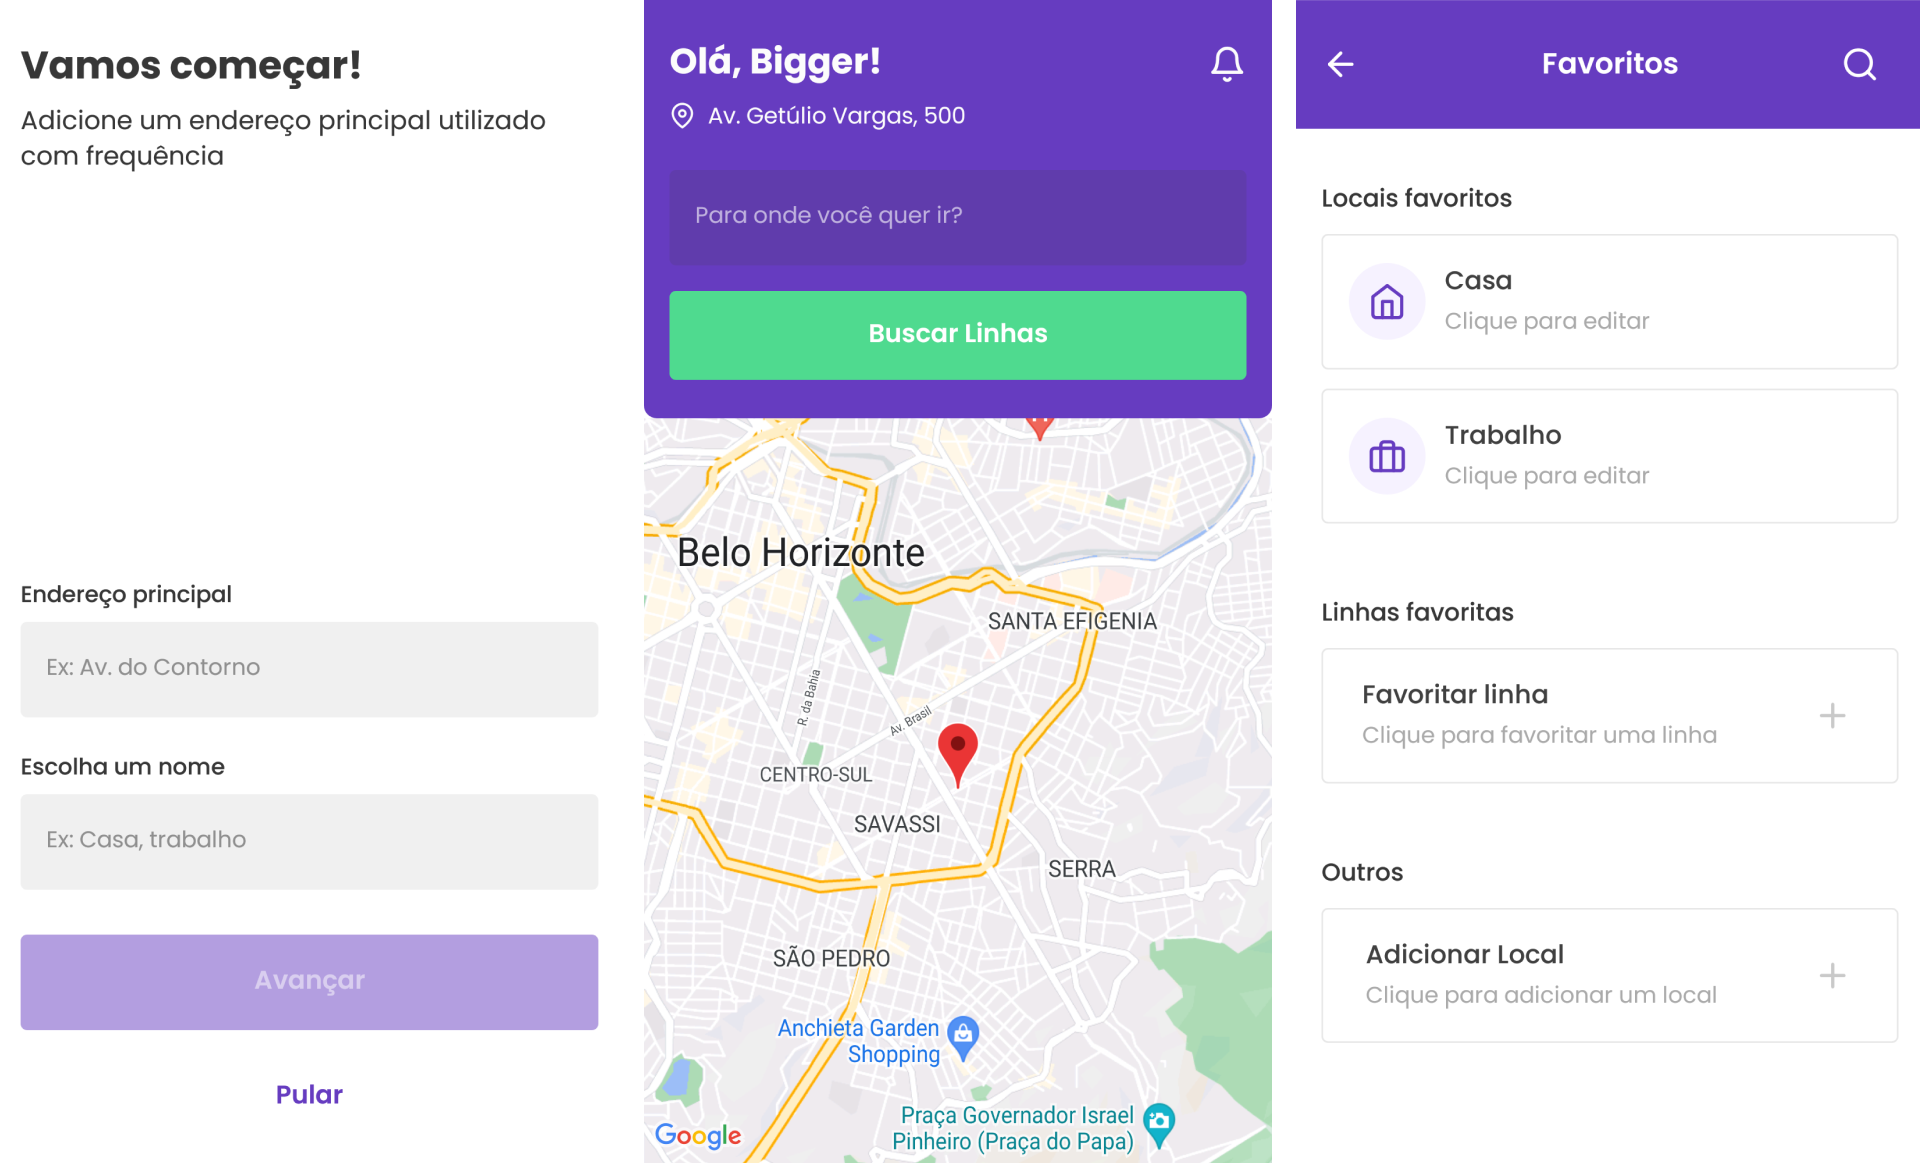 Vamos começar!
Adicione um endereço principal utilizado
com frequência
Endereço principal
Ex: Av. do Contorno
Escolha um nome
Ex: Casa, trabalho
Avançar
Pular
Olá, Bigger!
Av. Getúlio Vargas, 500
Para onde você quer ir?
Buscar Linhas
Belo Horizonte
SANTA EFIGENIA
R. da Bahia
Av. Brasil
CENTRO-SUL
SAVASSI
SERRA
SÃO PEDRO
Anchieta Garden
Shopping
Praça Governador Israel
Pinheiro (Praça do Papa)
Google
Favoritos
Locais favoritos
Casa
Clique para editar
Trabalho
Clique para editar
Linhas favoritas
Favoritar linha
Clique para favoritar uma linha
Outros
Adicionar Local
Clique para adicionar um local